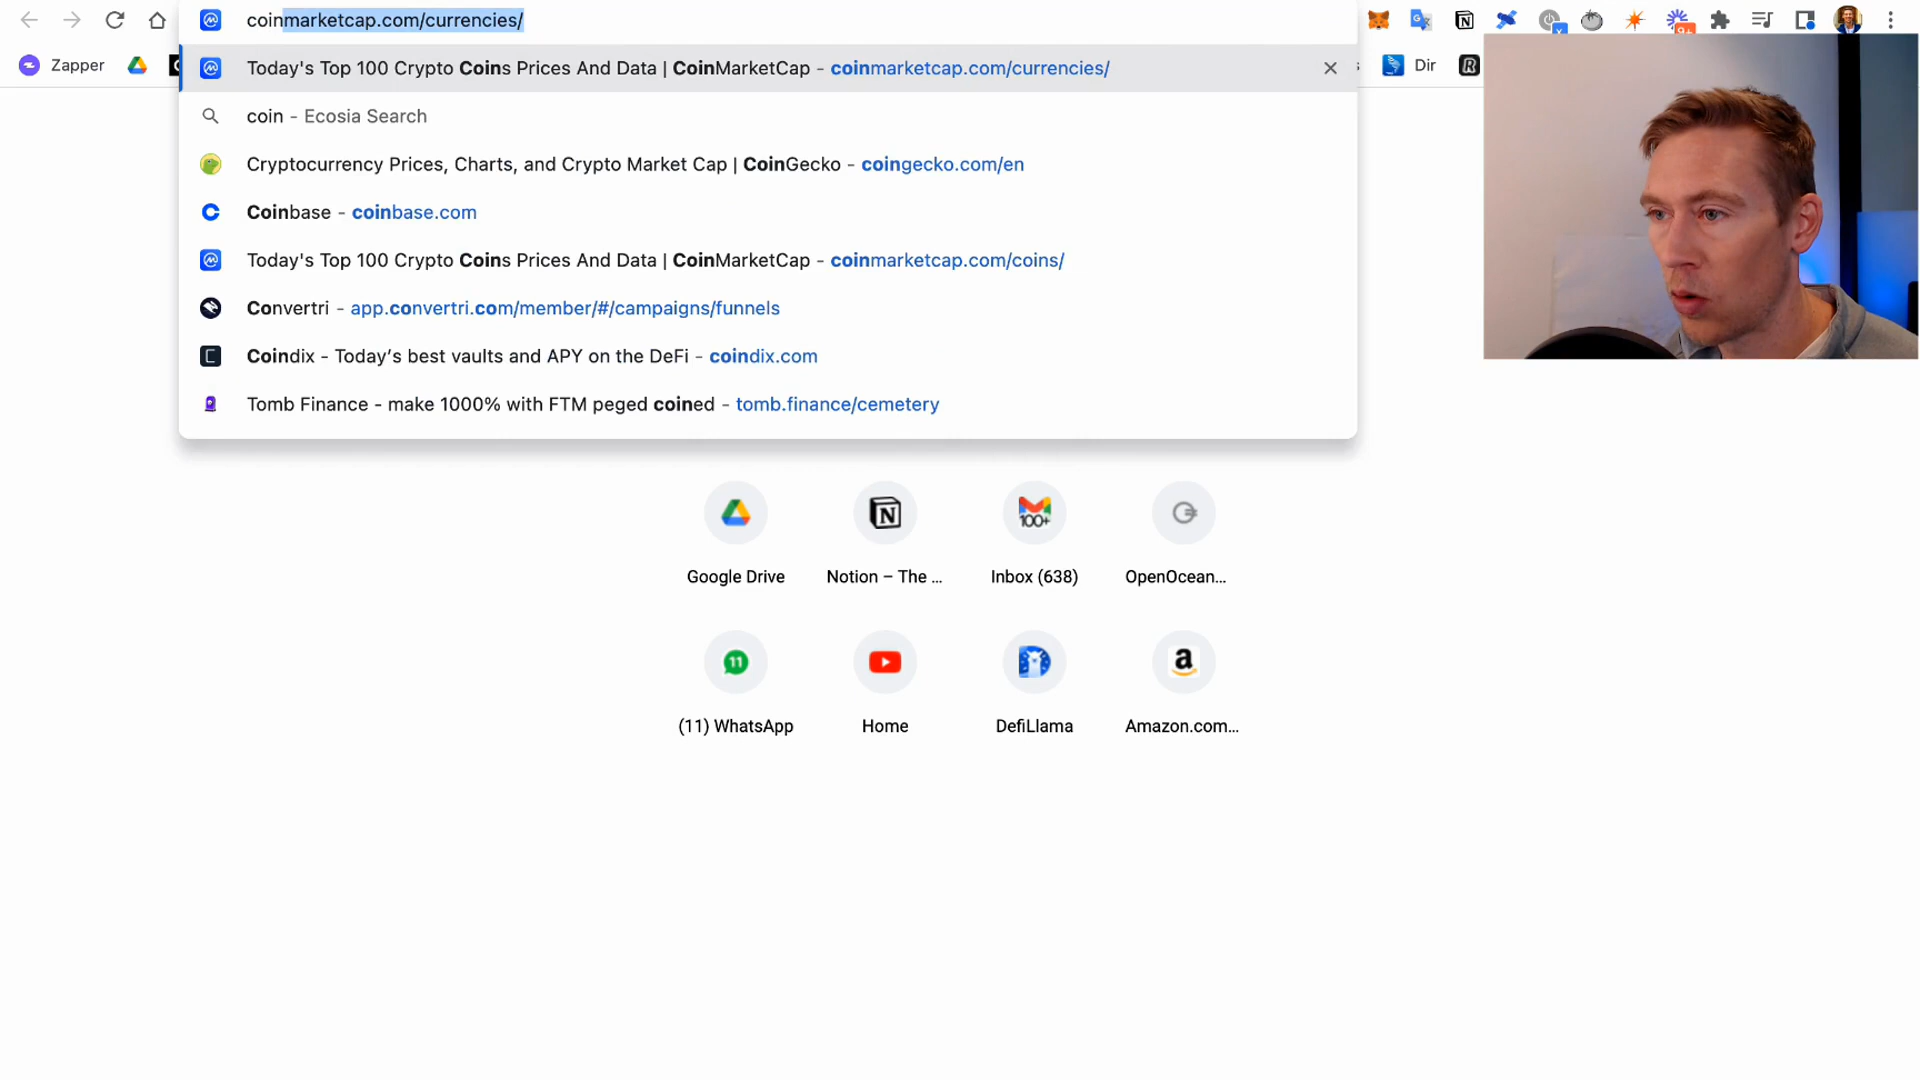 coinmarketcap.com/currencies/
Zapper
Dir
Today's Top 100 Crypto Coins Prices And Data | CoinMarketCap - coinmarketcap.com/currencies/
coin - Ecosia Search
Cryptocurrency Prices, Charts, and Crypto Market Cap | CoinGecko - coingecko.com/en
Coinbase - coinbase.com
Today's Top 100 Crypto Coins Prices And Data | CoinMarketCap - coinmarketcap.com/coins/
Convertri - app.convertri.com/member/#/campaigns/funnels
Coindix - Today's best vaults and APY on the DeFi - coindix.com
Tomb Finance - make 1000% with FTM peged coined - tomb.finance/cemetery
100+
Google Drive
Notion – The ...
Inbox (638)
OpenOcean...
11
(11) WhatsApp
Home
DefiLlama
Amazon.com...